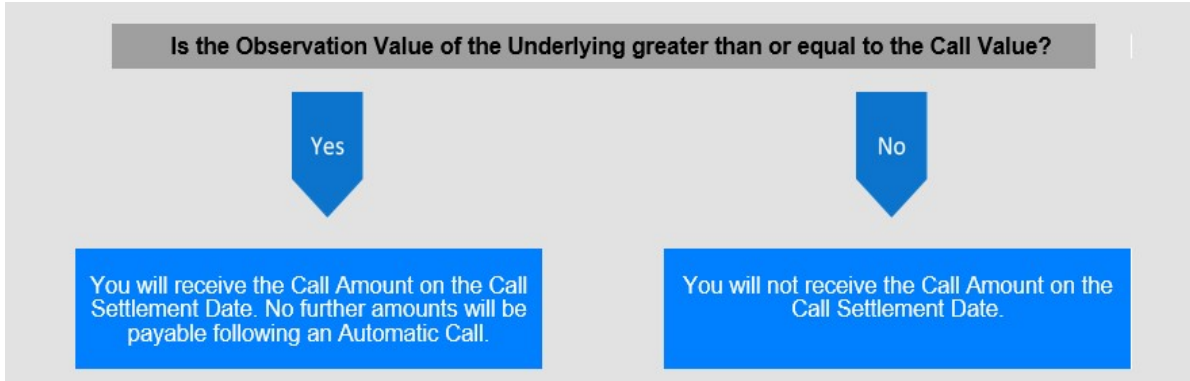 Is the Observation Value of the Underlying greater than or equal to the Call Value?
Yes
No
You will receive the Call Amount on the Call
Settlement Date. No further amounts will be
payable following an Automatic Call.
You will not receive the Call Amount on the
Call Settlement Date.